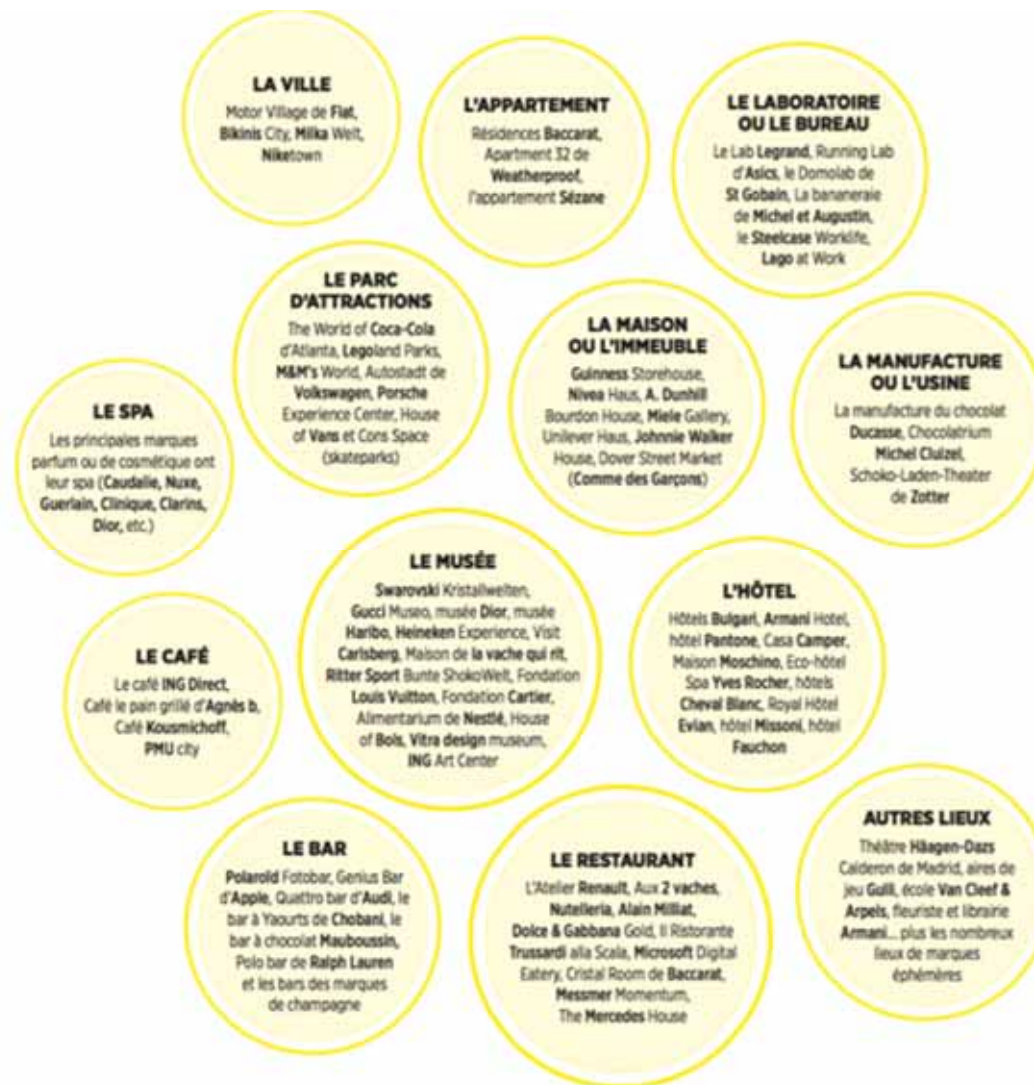 LA VILLE
Motor Village de Fiat,
Bikinis City, Milka Welt,
Niketown
L'APPARTEMENT
Résidences Baccarat,
Apartment 32 de
Weatherproof,
l'appartement Sézane
LE LABORATOIRE
OU LE BUREAU
Le Lab Legrand, Running Lab
d'Asics, le Domolab de
St Gobain, La bananeraie
de Michel et Augustin,
le Steelcase Worklife,
Lago at Work
LE PARC
D'ATTRACTIONS
The World of Coca-Cola
d'Atlanta, Legoland Parks,
M&M's World, Autostadt de
Volkswagen, Porsche
Experience Center, House
of Vans et Cons Space
(skateparks)
LA MAISON
OU L'IMMEUBLE
Guinness Storehouse,
Nivea Haus, A. Dunhill
Bourdon House, Miele Gallery,
Unilever Haus, Johnnie Walker
House, Dover Street Market
(Comme des Garçons)
LA MANUFACTURE
OU L'USINE
La manufacture du chocolat
Ducasse, Chocolatrium
Michel Cluizel,
Schoko-Laden-Theater
de Zotter
LE SPA
Les principales marques
parfum ou de cosmétique ont
leur spa (Caudalie, Nuxe,
Guerlain, Clinique, Clarins,
Dior, etc.)
LE MUSÉE
Swarovski Kristallwelten,
Gucci Museo, musée Dior, musée
Haribo, Heineken Experience, Visit
Carlsberg, Maison de la vache qui rit,
Ritter Sport Bunte ShokoWelt, Fondation
Louis Vuitton, Fondation Cartier,
Alimentarium de Nestlé, House
of Bols, Vitra design museum,
ING Art Center
L'HÔTEL
Hôtels Bulgari, Armani Hotel,
hôtel Pantone, Casa Camper,
Maison Moschino, Eco-hôtel
Spa Yves Rocher, hôtels
Cheval Blanc, Royal Hôtel
Evian, hôtel Missoni, hôtel
Fauchon
LE CAFÉ
Le café ING Direct,
Café le pain grillé d'Agnès b,
Café Kousmichoff,
PMU city
LE BAR
Polaroid Fotobar, Genius Bar
d'Apple, Quattro bar d'Audi, le
bar à Yaourts de Chobani, le
bar à chocolat Mauboussin,
Polo bar de Ralph Lauren
et les bars des marques
de champagne
LE RESTAURANT
L'Atelier Renault, Aux 2 vaches,
Nutelleria, Alain Milliat,
Dolce & Gabbana Gold, Il Ristorante
Trussardi alla Scala, Microsoft Digital
Eatery, Cristal Room de Baccarat,
Messmer Momentum,
The Mercedes House
AUTRES LIEUX
Théâtre Häagen-Dazs
Calderon de Madrid, aires de
jeu Gulli, école Van Cleef &
Arpels, fleuriste et librairie
Armani... plus les nombreux
lieux de marques
éphémères